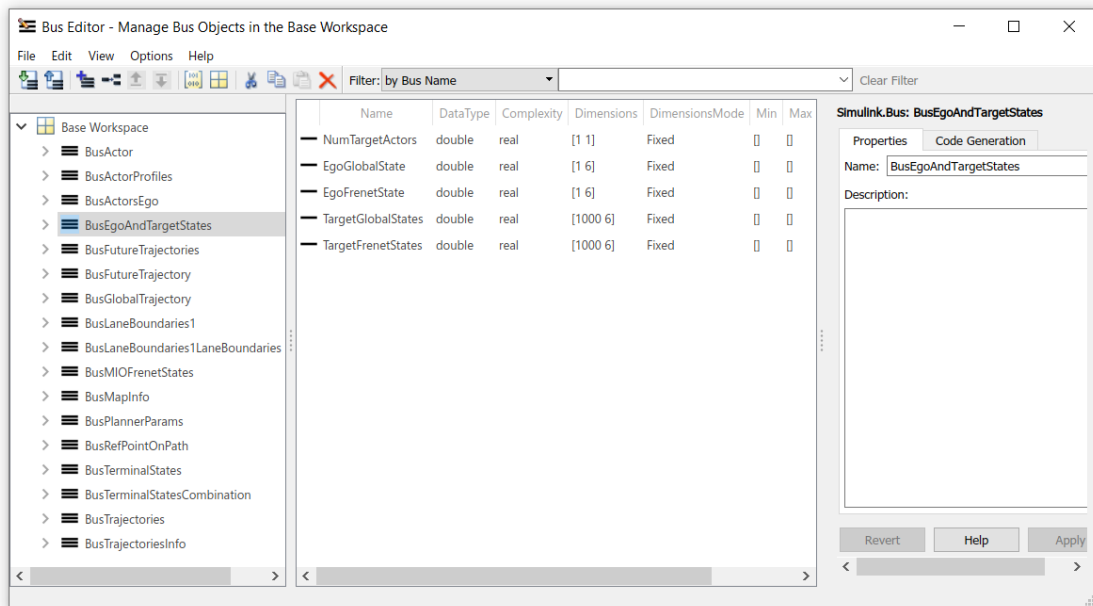 Bus Editor - Manage Bus Objects in the Base Workspace
File Edit View Options Help
Filter: by Bus Name Clear Filter
Base Workspace
BusActor
BusActorProfiles
BusActorsEgo
BusEgoAndTargetStates
BusFutureTrajectories
BusFutureTrajectory
BusGlobalTrajectory
BusLaneBoundaries1
BusLaneBoundaries1LaneBoundaries
BusMIOFrenetStates
BusMapInfo
BusPlannerParams
BusRefPointOnPath
BusTerminalStates
BusTerminalStatesCombination
BusTrajectories
BusTrajectoriesInfo
Name DataType Complexity Dimensions DimensionsMode Min Max
NumTargetActors double real [1 1] Fixed [] []
EgoGlobalState double real [1 6] Fixed [] []
EgoFrenetState double real [1 6] Fixed [] []
TargetGlobalStates double real [1000 6] Fixed [] []
TargetFrenetStates double real [1000 6] Fixed [] []
Simulink.Bus: BusEgoAndTargetStates
Properties Code Generation
Name: BusEgoAndTargetStates
Description:
Revert Help Apply